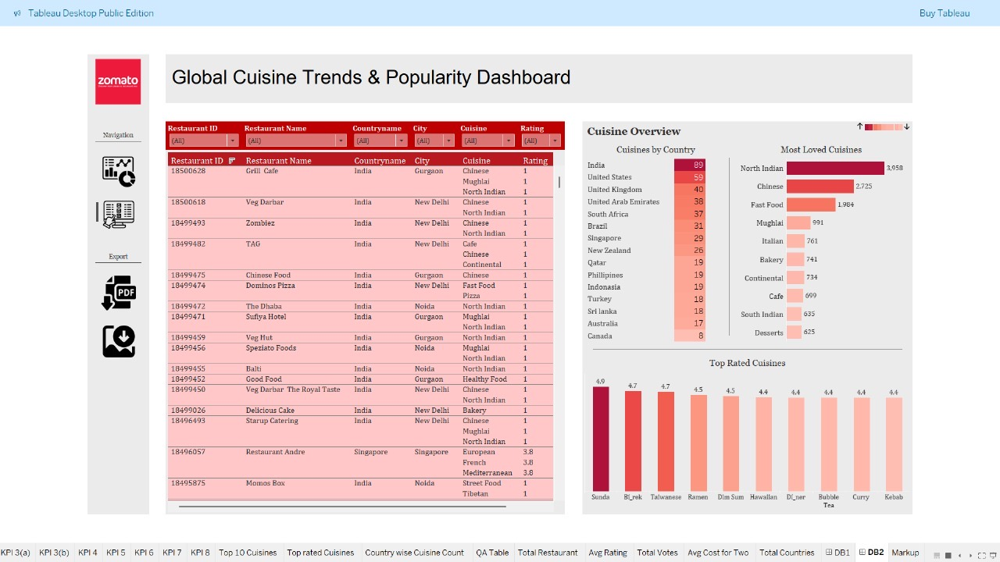 Tableau Desktop Public Edition
Buy Tableau
zomato
Global Cuisine Trends & Popularity Dashboard
Navigation
Export
PDF
Restaurant ID Restaurant Name Countryname City Cuisine Rating
(All) (All) (All) (All) (All) (All)
Restaurant ID Restaurant Name Countryname City Cuisine Rating
18500628 Grill Cafe India Gurgaon Chinese 1
Mughlai 1
North Indian 1
18500618 Veg Darbar India New Delhi Chinese 1
North Indian 1
18499493 Zombiez India New Delhi Chinese 1
North Indian 1
18499482 TAG India New Delhi Cafe 1
Chinese 1
Continental 1
18499475 Chinese Food India Gurgaon Chinese 1
18499474 Dominos Pizza India New Delhi Fast Food 1
Pizza 1
18499472 The Dhaba India Noida North Indian 1
18499471 Sufiya Hotel India Gurgaon Mughlai 1
North Indian 1
18499459 Veg Hut India Gurgaon North Indian 1
18499456 Speziato Foods India Noida Mughlai 1
North Indian 1
18499455 Balti India Noida North Indian 1
18499452 Good Food India Gurgaon Healthy Food 1
18499450 Veg Darbar The Royal Taste India New Delhi Chinese 1
North Indian 1
18499026 Delicious Cake India New Delhi Bakery 1
18496493 Starup Catering India New Delhi Chinese 1
Mughlai 1
North Indian 1
18496057 Restaurant Andre Singapore Singapore European 3.8
French 3.8
Mediterranean 3.8
18495875 Momos Box India Noida Street Food 1
Tibetan 1
Cuisine Overview
Cuisines by Country
India 89
United States 59
United Kingdom 40
United Arab Emirates 38
South Africa 37
Brazil 31
Singapore 29
New Zealand 26
Qatar 19
Phillipines 19
Indonasia 19
Turkey 18
Sri lanka 18
Australia 17
Canada 8
Most Loved Cuisines
North Indian 3,958
Chinese 2,725
Fast Food 1,984
Mughlai 991
Italian 761
Bakery 741
Continental 734
Cafe 699
South Indian 635
Desserts 625
Top Rated Cuisines
4.9 4.7 4.7 4.5 4.5 4.4 4.4 4.4 4.4 4.4
Sunda Bi_rek Taiwanese Ramen Dim Sum Hawaiian Di_ner Bubble Tea Curry Kebab
KPI 3(a) KPI 3(b) KPI 4 KPI 5 KPI 6 KPI 7 KPI 8 Top 10 Cuisines Top rated Cuisines Country wise Cuisine Count QA Table Total Restaurant Avg Rating Total Votes Avg Cost for Two Total Countries DB1 DB2 Markup